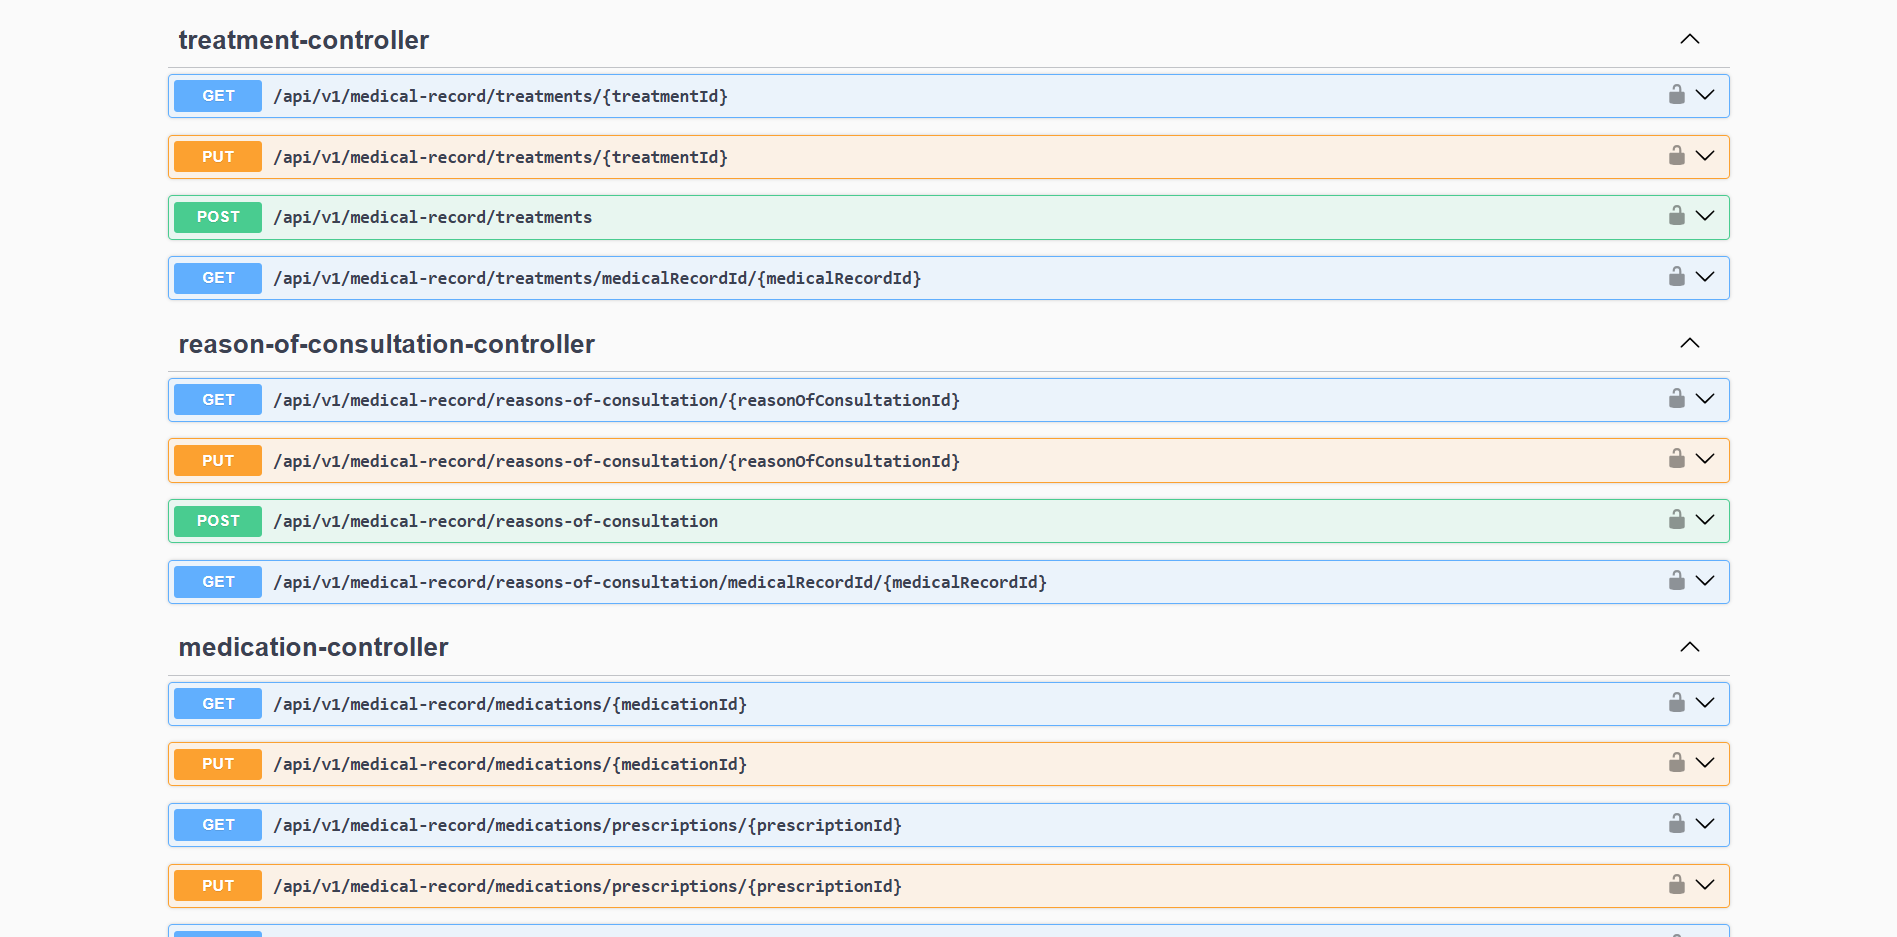 treatment-controller
GET /api/v1/medical-record/treatments/{treatmentId}
PUT /api/v1/medical-record/treatments/{treatmentId}
POST /api/v1/medical-record/treatments
GET /api/v1/medical-record/treatments/medicalRecordId/{medicalRecordId}
reason-of-consultation-controller
GET /api/v1/medical-record/reasons-of-consultation/{reasonOfConsultationId}
PUT /api/v1/medical-record/reasons-of-consultation/{reasonOfConsultationId}
POST /api/v1/medical-record/reasons-of-consultation
GET /api/v1/medical-record/reasons-of-consultation/medicalRecordId/{medicalRecordId}
medication-controller
GET /api/v1/medical-record/medications/{medicationId}
PUT /api/v1/medical-record/medications/{medicationId}
GET /api/v1/medical-record/medications/prescriptions/{prescriptionId}
PUT /api/v1/medical-record/medications/prescriptions/{prescriptionId}